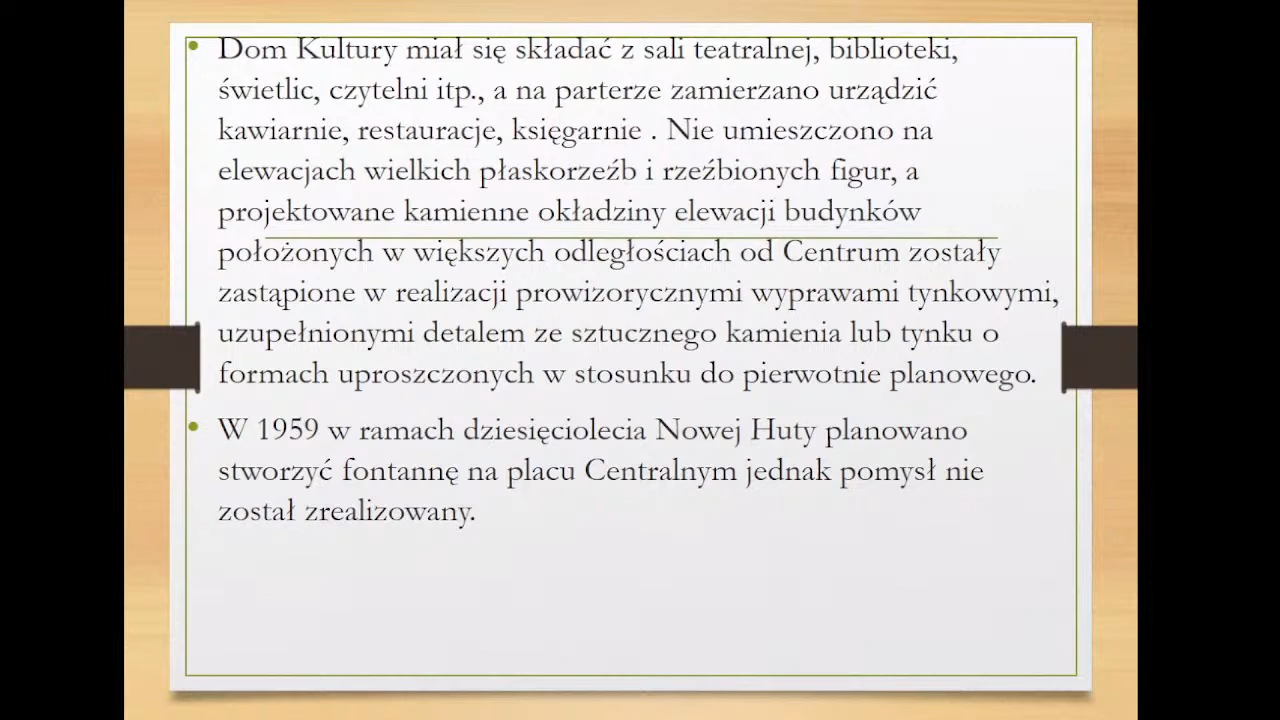 • Dom Kultury miał się składać z sali teatralnej, biblioteki,
świetlic, czytelni itp., a na parterze zamierzano urządzić
kawiarnie, restauracje, księgarnie . Nie umieszczono na
elewacjach wielkich płaskorzeźb i rzeźbionych figur, a
projektowane kamienne okładziny elewacji budynków
położonych w większych odległościach od Centrum zostały
zastąpione w realizacji prowizorycznymi wyprawami tynkowymi,
uzupełnionymi detalem ze sztucznego kamienia lub tynku o
formach uproszczonych w stosunku do pierwotnie planowego.
• W 1959 w ramach dziesięciolecia Nowej Huty planowano
stworzyć fontannę na placu Centralnym jednak pomysł nie
został zrealizowany.